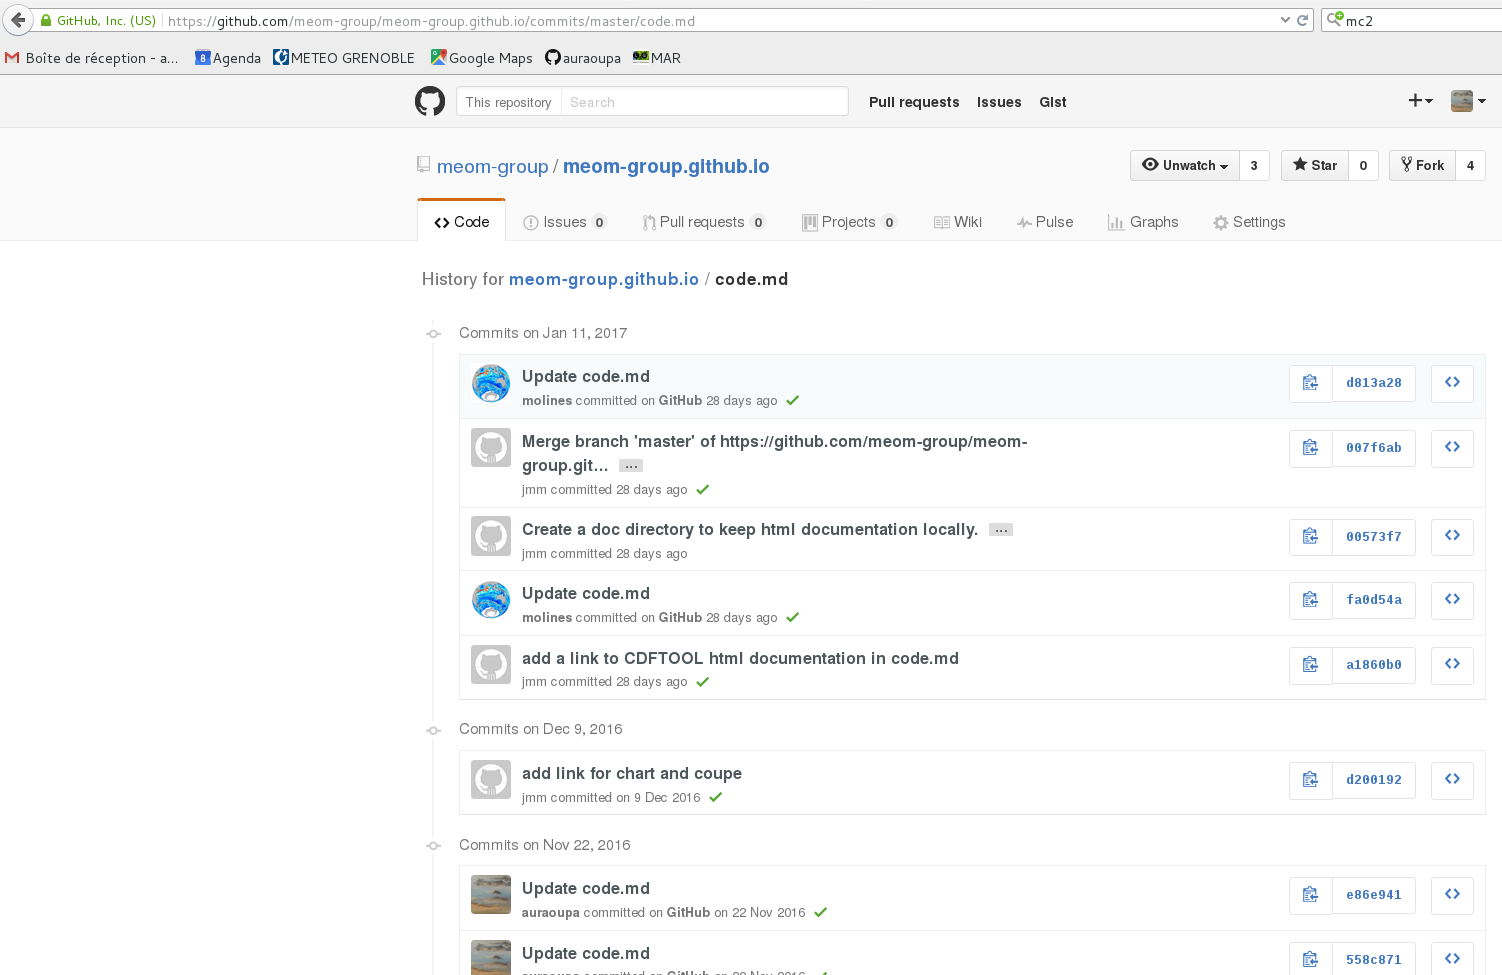 GitHub, Inc. (US) https://github.com/meom-group/meom-group.github.io/commits/master/code.md mc2
Boîte de réception - a... 8 Agenda METEO GRENOBLE Google Maps auraoupa MAR
This repository Search Pull requests Issues Gist
meom-group / meom-group.github.io Unwatch 3 Star 0 Fork 4
Code Issues 0 Pull requests 0 Projects 0 Wiki Pulse Graphs Settings
History for meom-group.github.io / code.md
Commits on Jan 11, 2017
Update code.md
d813a28
molines committed on GitHub 28 days ago
Merge branch 'master' of https://github.com/meom-group/meom-
007f6ab
group.git... ...
jmm committed 28 days ago
Create a doc directory to keep html documentation locally. ...
00573f7
jmm committed 28 days ago
Update code.md
fa0d54a
molines committed on GitHub 28 days ago
add a link to CDFTOOL html documentation in code.md
a1860b0
jmm committed 28 days ago
Commits on Dec 9, 2016
add link for chart and coupe
d200192
jmm committed on 9 Dec 2016
Commits on Nov 22, 2016
Update code.md
e86e941
auraoupa committed on GitHub on 22 Nov 2016
Update code.md
558c871
auraoupa committed on GitHub on 22 Nov 2016